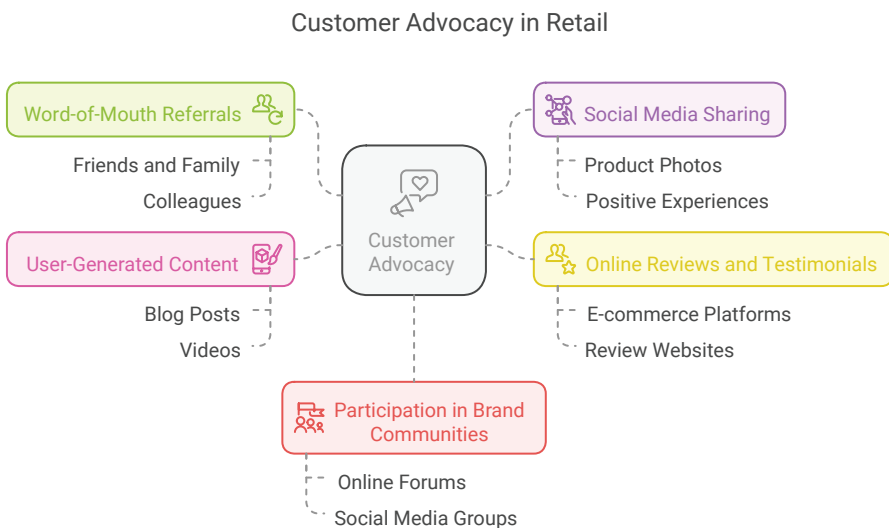 Customer Advocacy in Retail
Word-of-Mouth Referrals
Friends and Family
Colleagues
User-Generated Content
Blog Posts
Videos
Customer
Advocacy
Social Media Sharing
Product Photos
Positive Experiences
Online Reviews and Testimonials
E-commerce Platforms
Review Websites
Participation in Brand
Communities
Online Forums
Social Media Groups